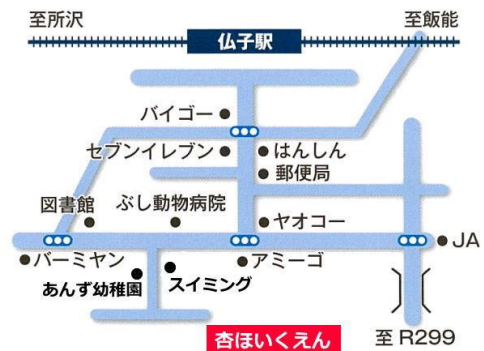 至所沢
仏子駅
至飯能
バイゴー
セブンイレブン
はんしん
郵便局
図書館
ぶし動物病院
ヤオコー
バーミヤン
アミーゴ
JA
あんず幼稚園
スイミング
杏ほいくえん
至 R299